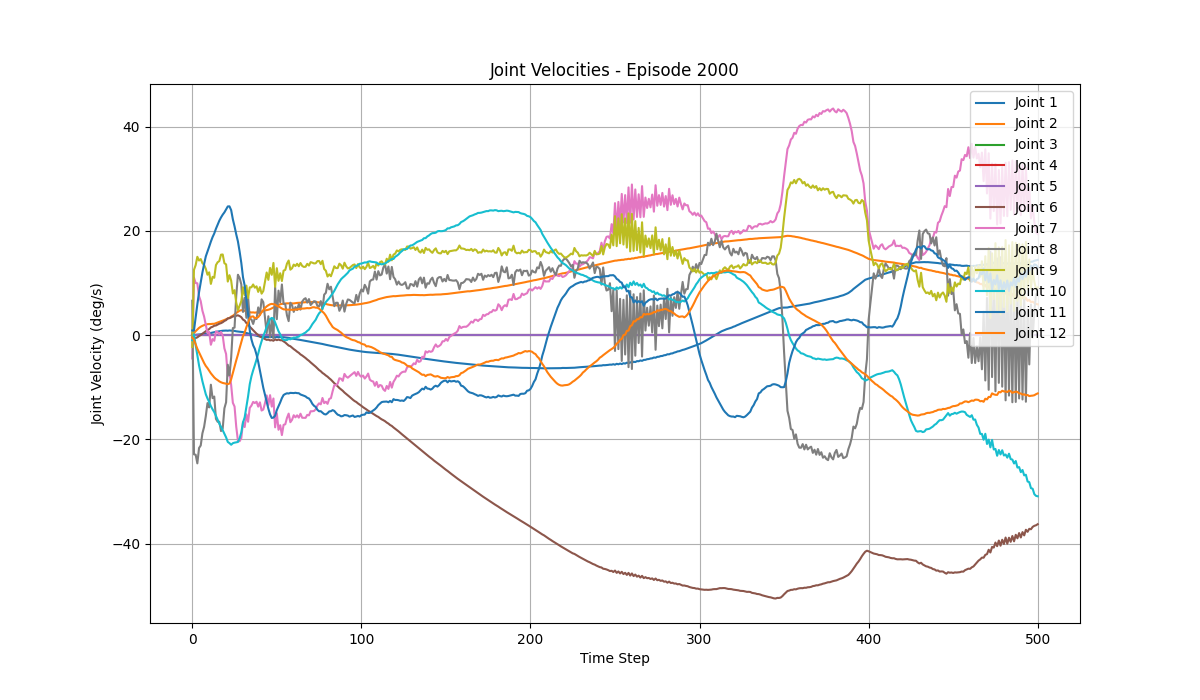 Joint Velocities - Episode 2000
Joint Velocity (deg/s)
40
20
0
−20
−40
0
100
200
300
400
500
Time Step
Joint 1
Joint 2
Joint 3
Joint 4
Joint 5
Joint 6
Joint 7
Joint 8
Joint 9
Joint 10
Joint 11
Joint 12